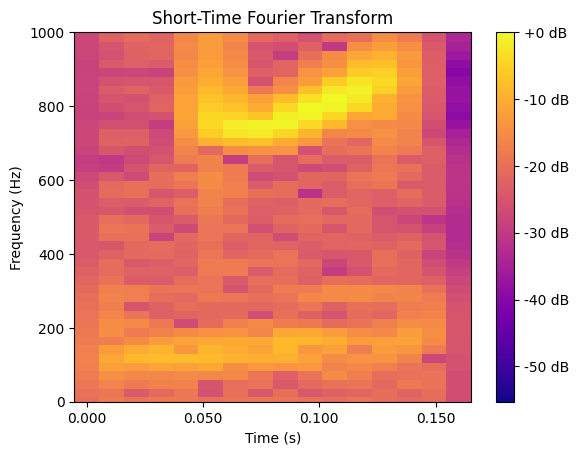 Short-Time Fourier Transform
1000
800
600
400
200
0
Frequency (Hz)
0.000 0.050 0.100 0.150
Time (s)
+0 dB
-10 dB
-20 dB
-30 dB
-40 dB
-50 dB